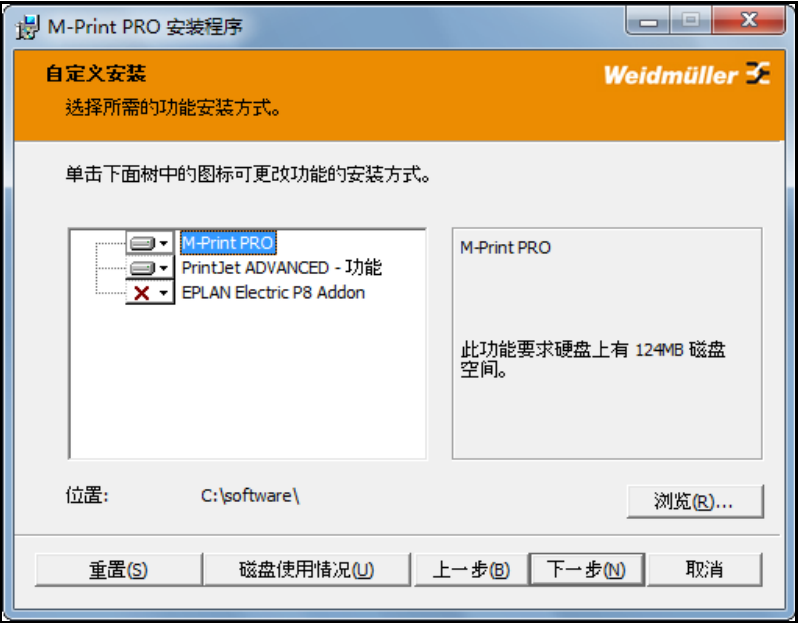 M-Print PRO 安装程序
自定义安装
Weidmüller
选择所需的功能安装方式。
单击下面树中的图标可更改功能的安装方式。
M-Print PRO
PrintJet ADVANCED - 功能
EPLAN Electric P8 Addon
M-Print PRO
此功能要求硬盘上有 124MB 磁盘
空间。
位置:
C:\software\
浏览(R)...
重置(S)
磁盘使用情况(U)
上一步(B)
下一步(N)
取消